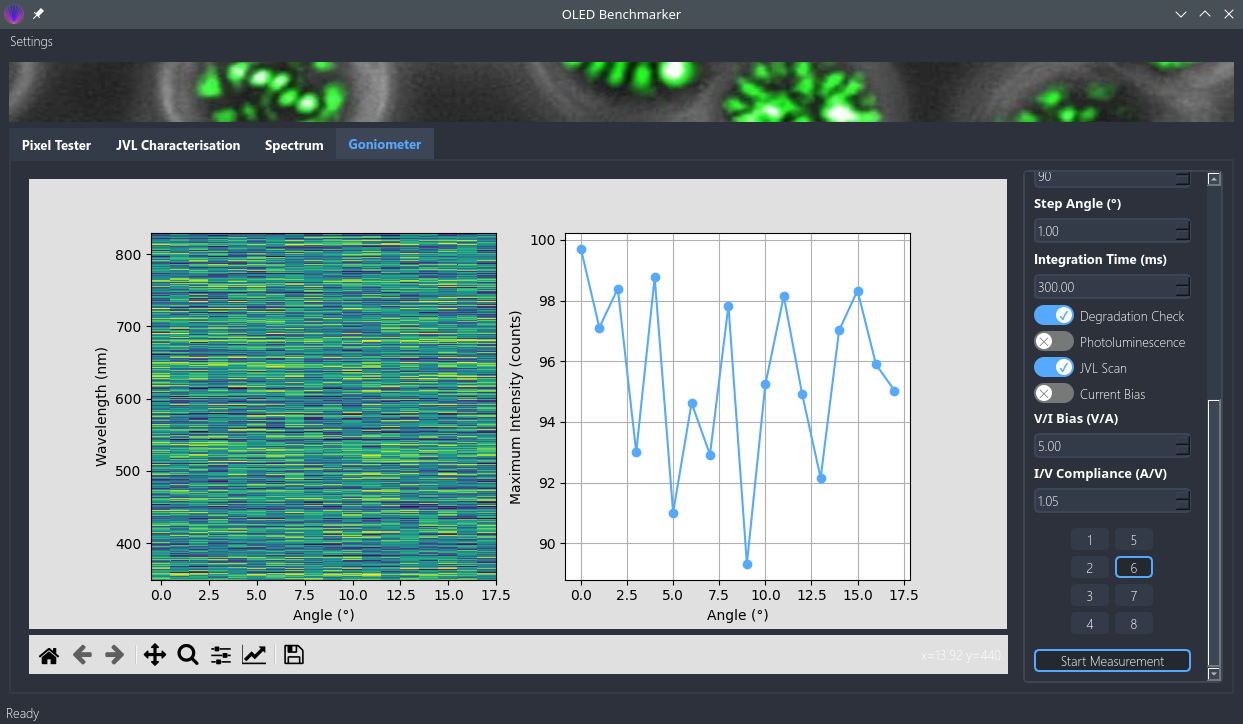 OLED Benchmarker
Settings
Pixel Tester JVL Characterisation Spectrum Goniometer
800
700
600
500
400
Wavelength (nm)
0.0 2.5 5.0 7.5 10.0 12.5 15.0 17.5
Angle (°)
100
98
96
94
92
90
Maximum Intensity (counts)
0.0 2.5 5.0 7.5 10.0 12.5 15.0 17.5
Angle (°)
x=13.92 y=440.
90
Step Angle (°)
1.00
Integration Time (ms)
300.00
Degradation Check
Photoluminescence
JVL Scan
Current Bias
V/I Bias (V/A)
5.00
I/V Compliance (A/V)
1.05
1 5
2 6
3 7
4 8
Start Measurement
Ready